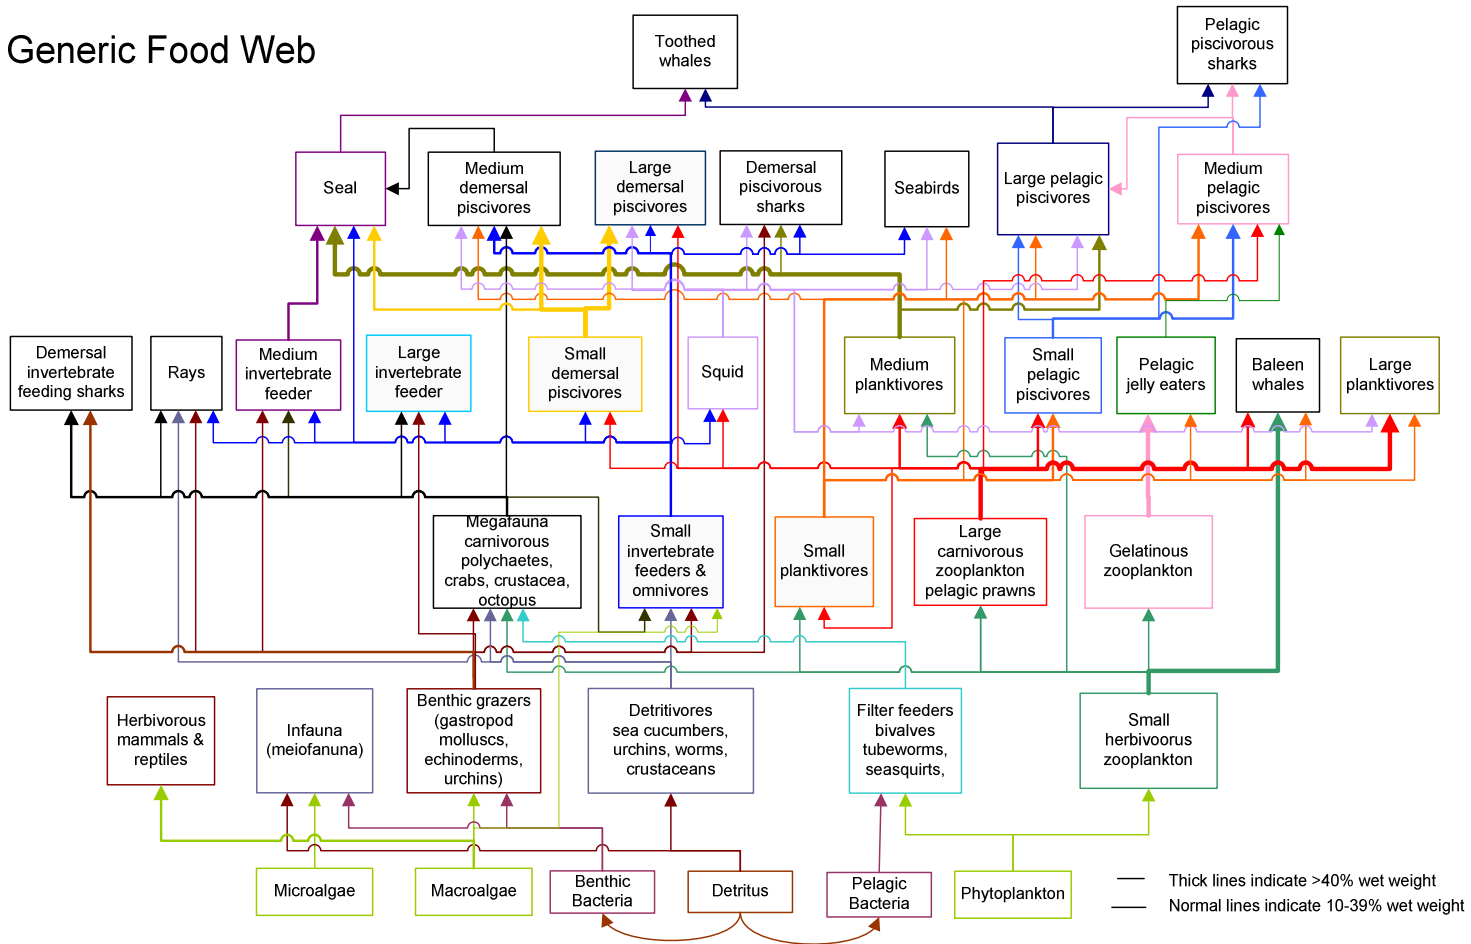 Generic Food Web
Toothed
whales
Pelagic
piscivorous
sharks
Seal
Medium
demersal
piscivores
Large
demersal
piscivores
Demersal
piscivorous
sharks
Seabirds
Large pelagic
piscivores
Medium
pelagic
piscivores
Demersal
invertebrate
feeding sharks
Rays
Medium
invertebrate
feeder
Large
invertebrate
feeder
Small
demersal
piscivores
Squid
Medium
planktivores
Small
pelagic
piscivores
Pelagic
jelly eaters
Baleen
whales
Large
planktivores
Megafauna
carnivorous
polychaetes,
crabs, crustacea,
octopus
Small
invertebrate
feeders &
omnivores
Small
planktivores
Large
carnivorous
zooplankton
pelagic prawns
Gelatinous
zooplankton
Herbivorous
mammals &
reptiles
Infauna
(meiofanuna)
Benthic grazers
(gastropod
molluscs,
echinoderms,
urchins)
Detritivores
sea cucumbers,
urchins, worms,
crustaceans
Filter feeders
bivalves
tubeworms,
seasquirts,
Small
herbivoorus
zooplankton
Microalgae
Macroalgae
Benthic
Bacteria
Detritus
Pelagic
Bacteria
Phytoplankton
Thick lines indicate >40% wet weight
Normal lines indicate 10-39% wet weight